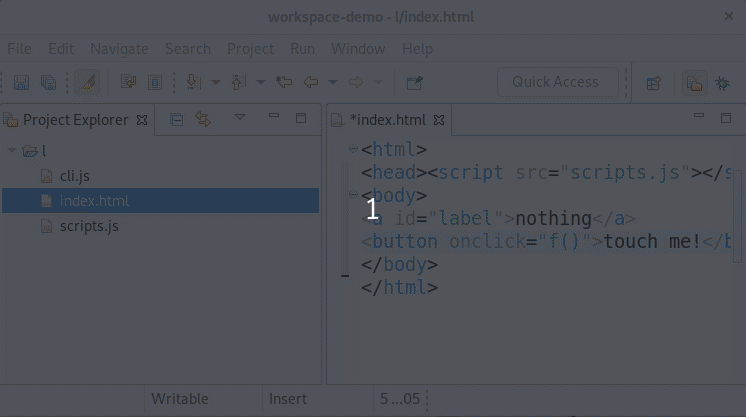 workspace-demo - l/index.html
File Edit Navigate Search Project Run Window Help
Quick Access
Project Explorer
*index.html
l
cli.js
index.html
scripts.js
<html>
<head><script src="scripts.js"></s
<body>
<a id="label">nothing</a>
<button onclick="f()">touch me!</b
</body>
</html>
1
Writable Insert 5 ...05